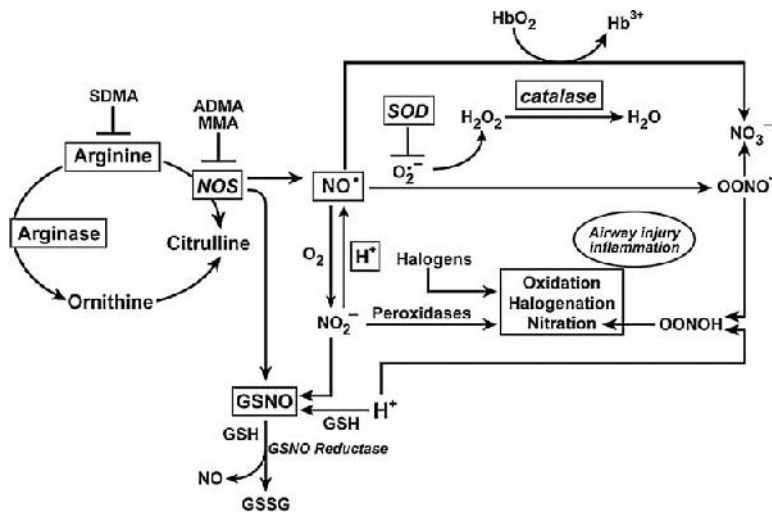 HbO₂ Hb³⁺
SDMA
ADMA
MMA
SOD
catalase
H₂O₂
H₂O
NO₃⁻
Arginine
NOS
NO•
O₂•⁻
OONO⁻
Arginase
Citrulline
Airway injury
inflammation
O₂
H⁺
Halogens
Oxidation
Halogenation
Nitration
Ornithine
NO₂⁻
Peroxidases
OONOH
GSNO
GSH
H⁺
GSH
GSNO Reductase
NO
GSSG